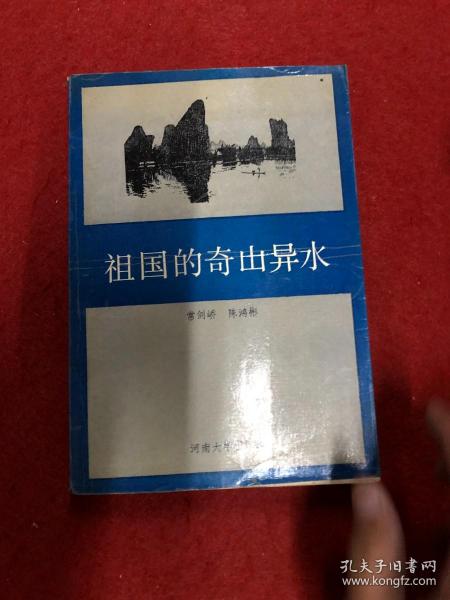 祖国的奇山异水
常剑峤 陈鸿彬
河南大学
孔夫子旧书网
www.kongfz.com